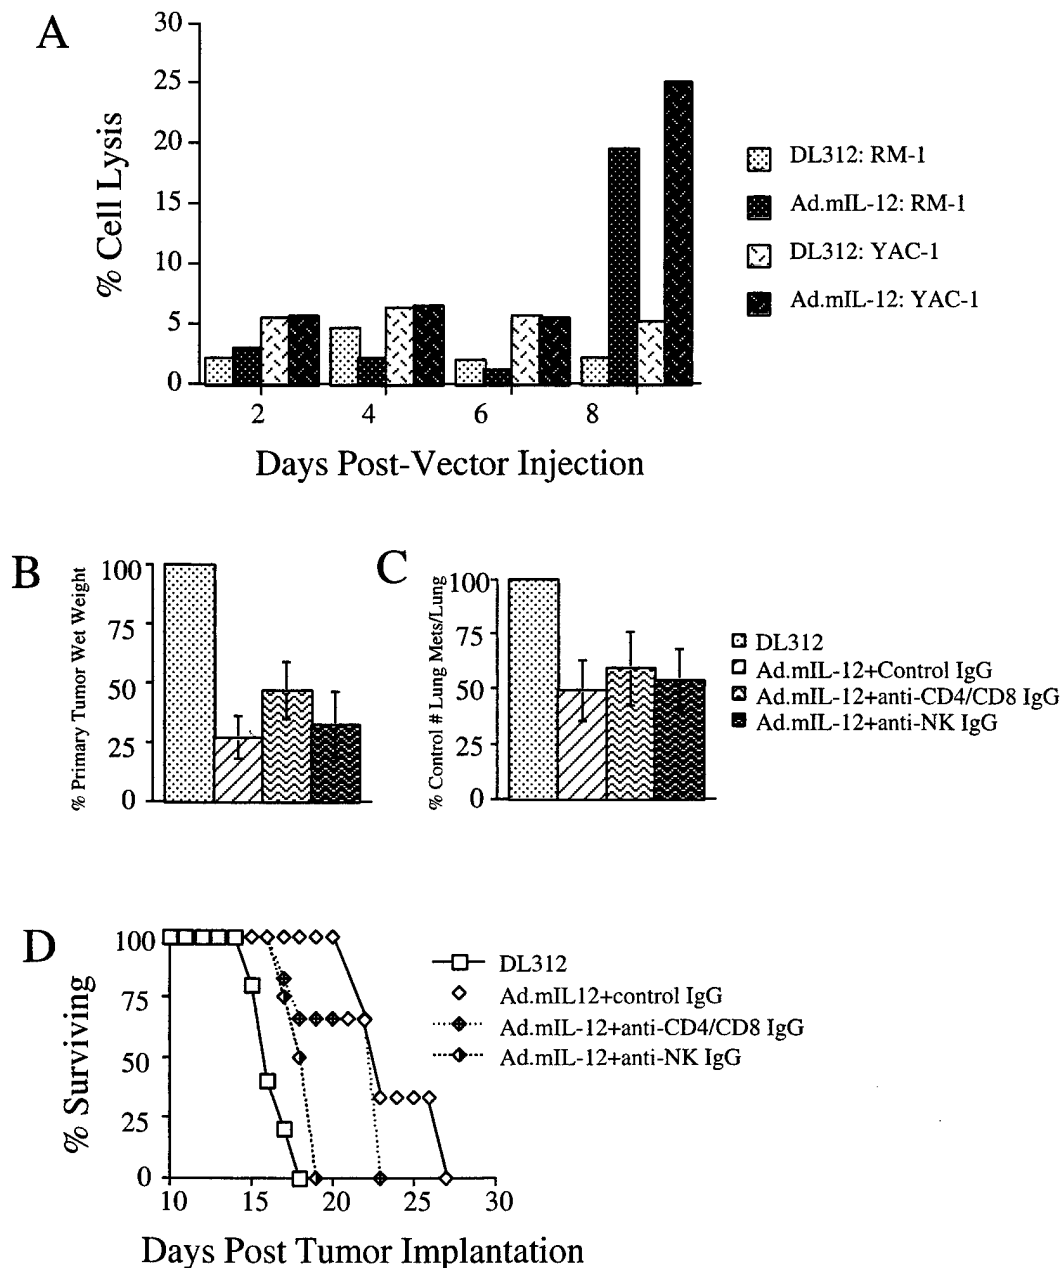 A
30
25
20
15
10
5
0
% Cell Lysis
2 4 6 8
Days Post-Vector Injection
DL312: RM-1
Ad.mIL-12: RM-1
DL312: YAC-1
Ad.mIL-12: YAC-1
B
100
75
50
25
0
% Primary Tumor Wet Weight
C
100
75
50
25
0
% Control # Lung Mets/Lung
DL312
Ad.mIL-12+Control IgG
Ad.mIL-12+anti-CD4/CD8 IgG
Ad.mIL-12+anti-NK IgG
D
100
75
50
25
0
% Surviving
10 15 20 25 30
Days Post Tumor Implantation
DL312
Ad.mIL12+control IgG
Ad.mIL-12+anti-CD4/CD8 IgG
Ad.mIL-12+anti-NK IgG